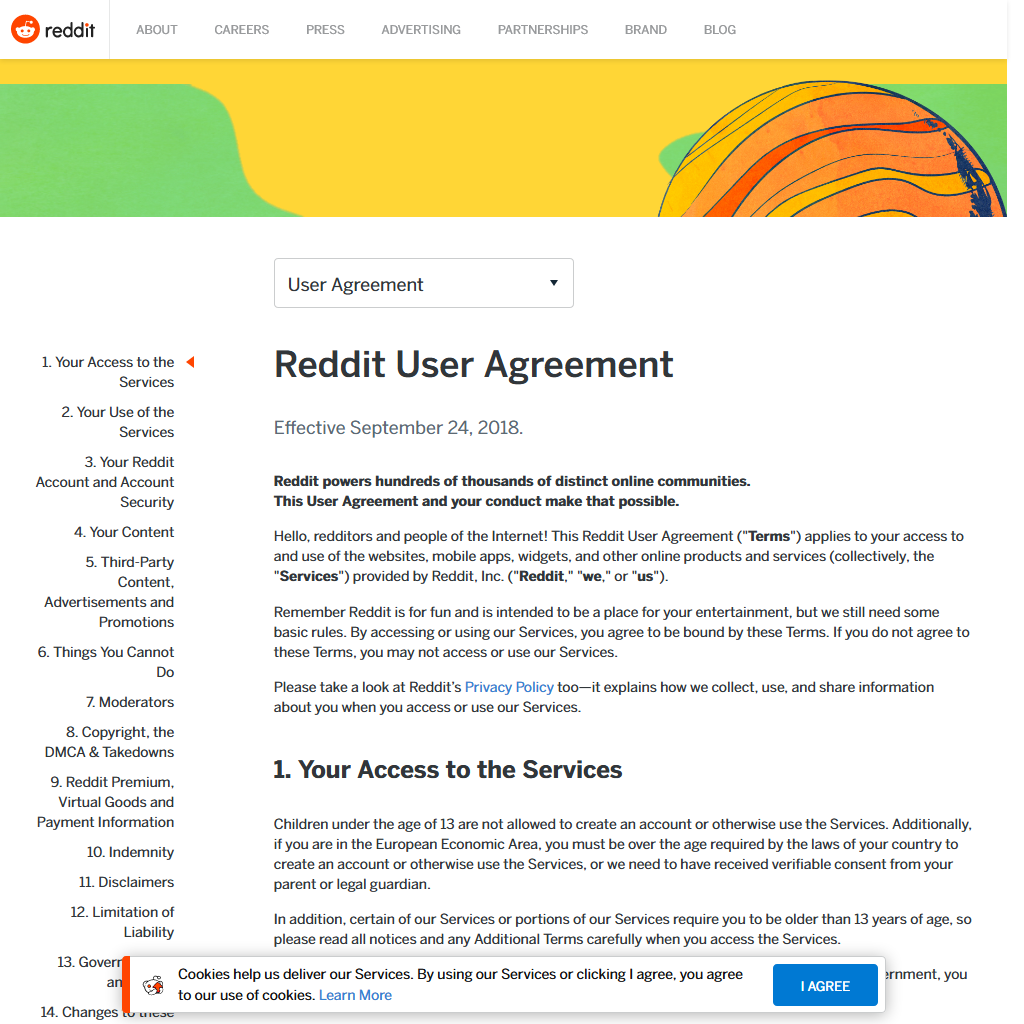 reddit
ABOUT
CAREERS
PRESS
ADVERTISING
PARTNERSHIPS
BRAND
BLOG
User Agreement
1. Your Access to the
Services
2. Your Use of the
Services
3. Your Reddit
Account and Account
Security
4. Your Content
5. Third-Party
Content,
Advertisements and
Promotions
6. Things You Cannot
Do
7. Moderators
8. Copyright, the
DMCA & Takedowns
9. Reddit Premium,
Virtual Goods and
Payment Information
10. Indemnity
11. Disclaimers
12. Limitation of
Liability
13. Govern
an
14. Changes to these
Reddit User Agreement
Effective September 24, 2018.
Reddit powers hundreds of thousands of distinct online communities.
This User Agreement and your conduct make that possible.
Hello, redditors and people of the Internet! This Reddit User Agreement ("Terms") applies to your access to
and use of the websites, mobile apps, widgets, and other online products and services (collectively, the
"Services") provided by Reddit, Inc. ("Reddit," "we," or "us").
Remember Reddit is for fun and is intended to be a place for your entertainment, but we still need some
basic rules. By accessing or using our Services, you agree to be bound by these Terms. If you do not agree to
these Terms, you may not access or use our Services.
Please take a look at Reddit's Privacy Policy too—it explains how we collect, use, and share information
about you when you access or use our Services.
1. Your Access to the Services
Children under the age of 13 are not allowed to create an account or otherwise use the Services. Additionally,
if you are in the European Economic Area, you must be over the age required by the laws of your country to
create an account or otherwise use the Services, or we need to have received verifiable consent from your
parent or legal guardian.
In addition, certain of our Services or portions of our Services require you to be older than 13 years of age, so
please read all notices and any Additional Terms carefully when you access the Services.
ernment, you
Cookies help us deliver our Services. By using our Services or clicking I agree, you agree
to our use of cookies. Learn More
I AGREE